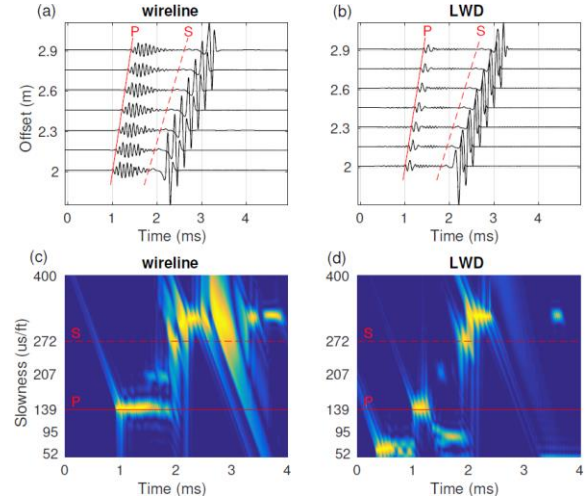 (a) wireline
(b) LWD
P S
P S
Offset (m)
2.9
2.6
2.3
2
2.9
2.6
2.3
2
0 1 2 3 4
0 1 2 3 4
Time (ms)
Time (ms)
(c) wireline
(d) LWD
Slowness (us/ft)
400
272
207
139
95
52
400
272
207
139
95
52
S
P
S
P
0 1 2 3 4
0 1 2 3 4
Time (ms)
Time (ms)